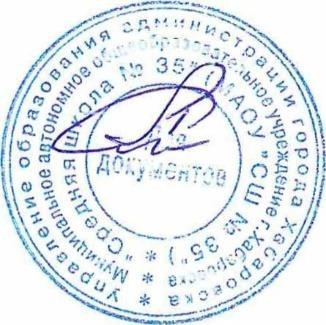 управление образования администрации города Хабаровска *
Муниципальное автономное общеобразовательное учреждение г.Хабаровска *
"Средняя школа № 35" (МАОУ "СШ № 35") *
документов